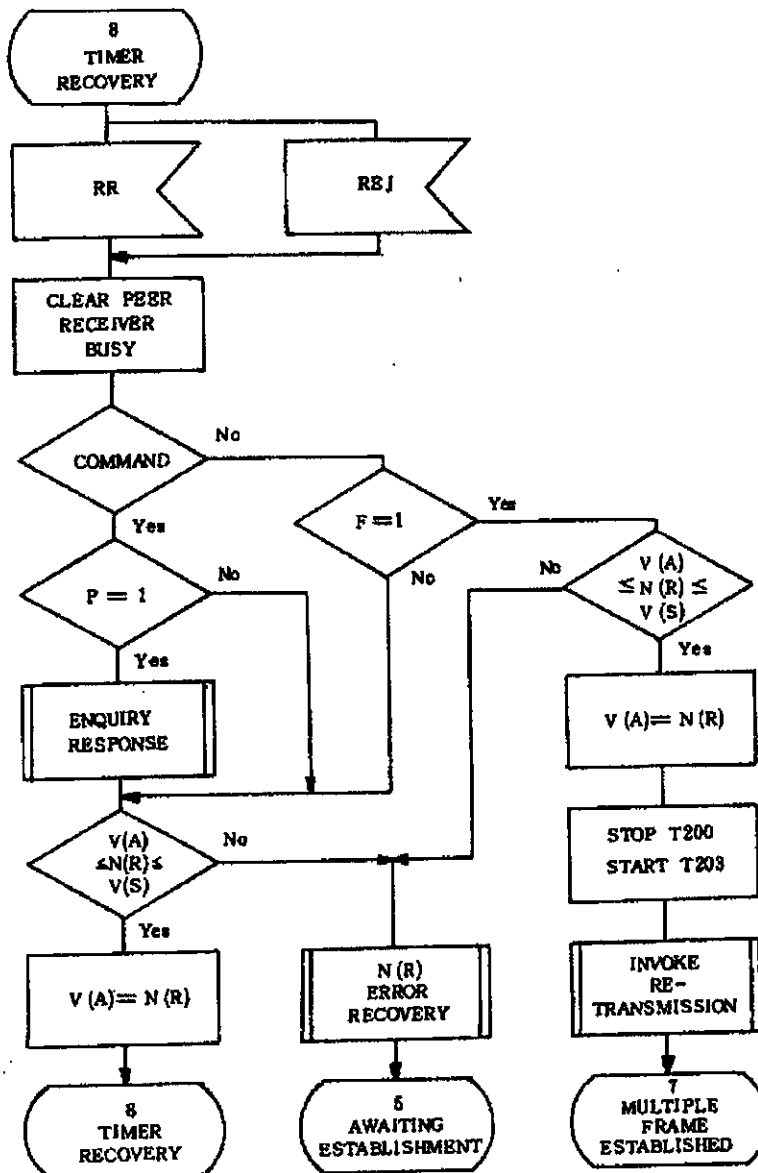 8
TIMER
RECOVERY
RR
REJ
CLEAR PEER
RECEIVER
BUSY
COMMAND
No
Yes
F = 1
Yes
No
P = 1
No
Yes
V(A)
≤ N(R) ≤
V(S)
No
Yes
ENQUIRY
RESPONSE
V(A) = N(R)
V(A)
≤N(R)≤
V(S)
No
Yes
STOP T200
START T203
V(A) = N(R)
N(R)
ERROR
RECOVERY
INVOKE
RE-
TRANSMISSION
8
TIMER
RECOVERY
5
AWAITING
ESTABLISHMENT
7
MULTIPLE
FRAME
ESTABLISHED